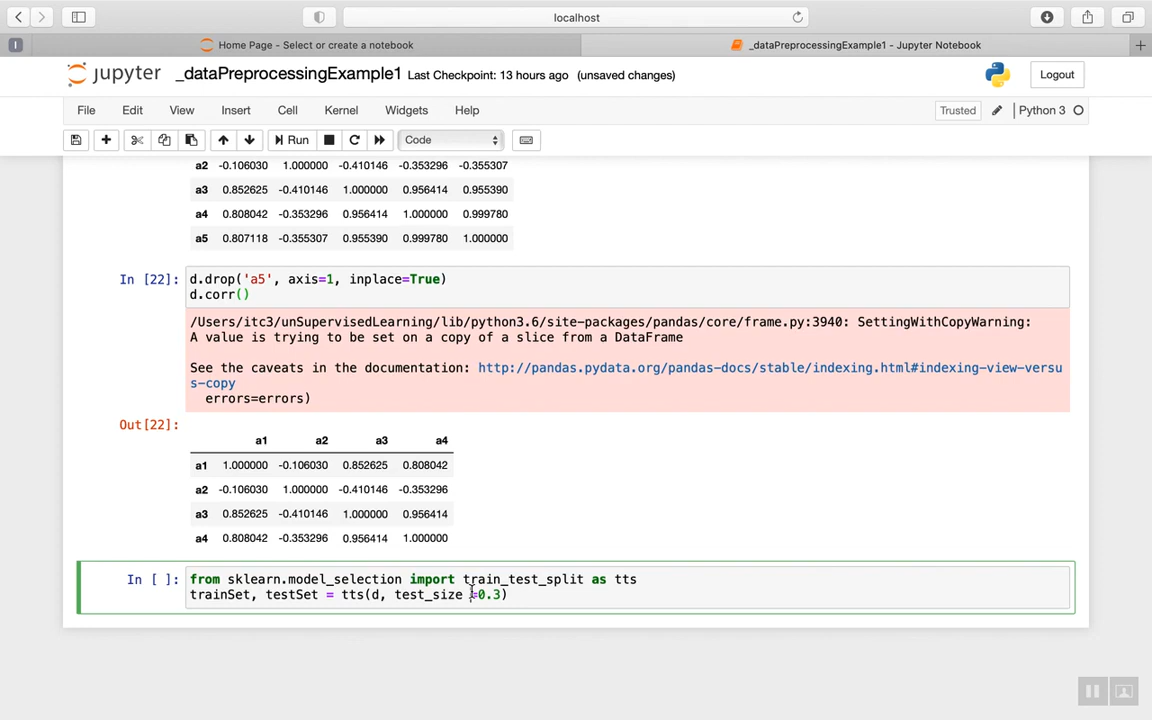 localhost
I
Home Page - Select or create a notebook
_dataPreprocessingExample1 - Jupyter Notebook
jupyter
_dataPreprocessingExample1
Last Checkpoint: 13 hours ago (unsaved changes)
Logout
File Edit View Insert Cell Kernel Widgets Help
Trusted
Python 3
Run
Code
a2 -0.106030 1.000000 -0.410146 -0.353296 -0.355307
a3 0.852625 -0.410146 1.000000 0.956414 0.955390
a4 0.808042 -0.353296 0.956414 1.000000 0.999780
a5 0.807118 -0.355307 0.955390 0.999780 1.000000
In [22]: d.drop('a5', axis=1, inplace=True)
d.corr()
/Users/itc3/unSupervisedLearning/lib/python3.6/site-packages/pandas/core/frame.py:3940: SettingWithCopyWarning:
A value is trying to be set on a copy of a slice from a DataFrame
See the caveats in the documentation: http://pandas.pydata.org/pandas-docs/stable/indexing.html#indexing-view-versu
s-copy
errors=errors)
Out[22]:
a1 a2 a3 a4
a1 1.000000 -0.106030 0.852625 0.808042
a2 -0.106030 1.000000 -0.410146 -0.353296
a3 0.852625 -0.410146 1.000000 0.956414
a4 0.808042 -0.353296 0.956414 1.000000
In [ ]: from sklearn.model_selection import train_test_split as tts
trainSet, testSet = tts(d, test_size =0.3)